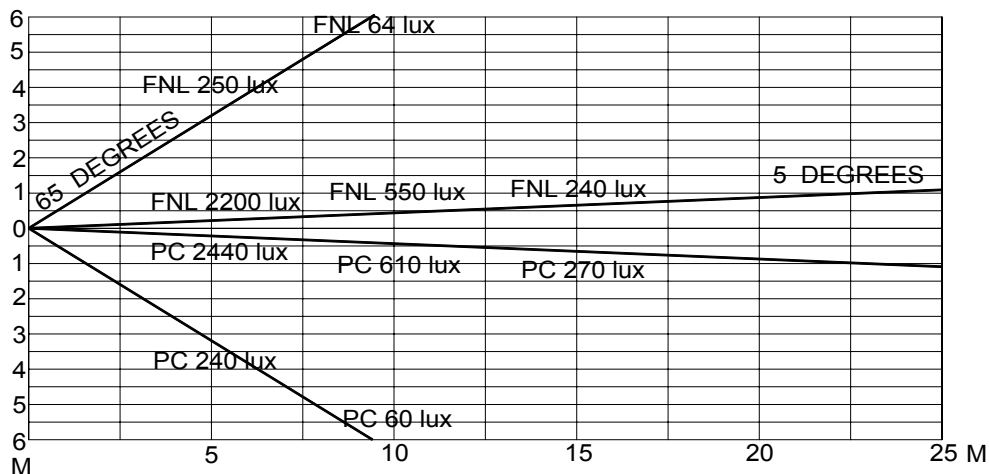 6
FNL 64 lux
5
4
FNL 250 lux
3
65 DEGREES
2
5 DEGREES
1
FNL 2200 lux
FNL 550 lux
FNL 240 lux
0
PC 2440 lux
PC 610 lux
PC 270 lux
1
2
3
PC 240 lux
4
5
PC 60 lux
6
M
5
10
15
20
25 M